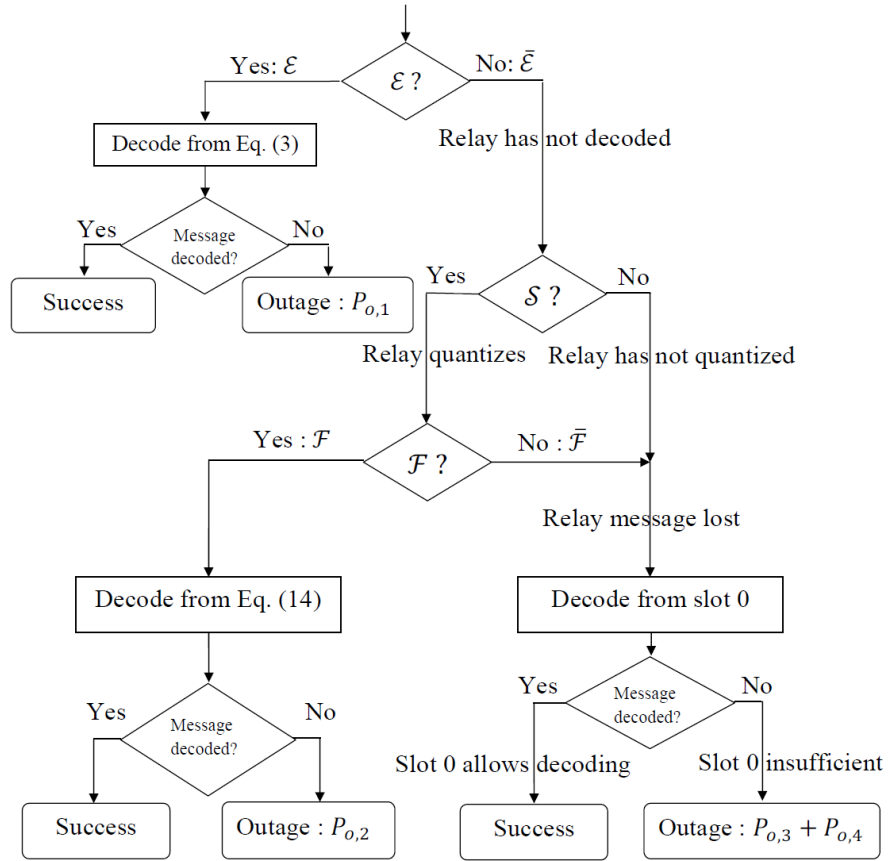 Yes: ℰ
ℰ ?
No: ℰ̄
Decode from Eq. (3)
Relay has not decoded
Yes
Message
decoded?
No
Success
Outage : P_{o,1}
Yes
𝒮 ?
No
Relay quantizes
Relay has not quantized
Yes : ℱ
ℱ ?
No : ℱ̄
Relay message lost
Decode from Eq. (14)
Decode from slot 0
Yes
Message
decoded?
No
Yes
Message
decoded?
No
Slot 0 allows decoding
Slot 0 insufficient
Success
Outage : P_{o,2}
Success
Outage : P_{o,3} + P_{o,4}